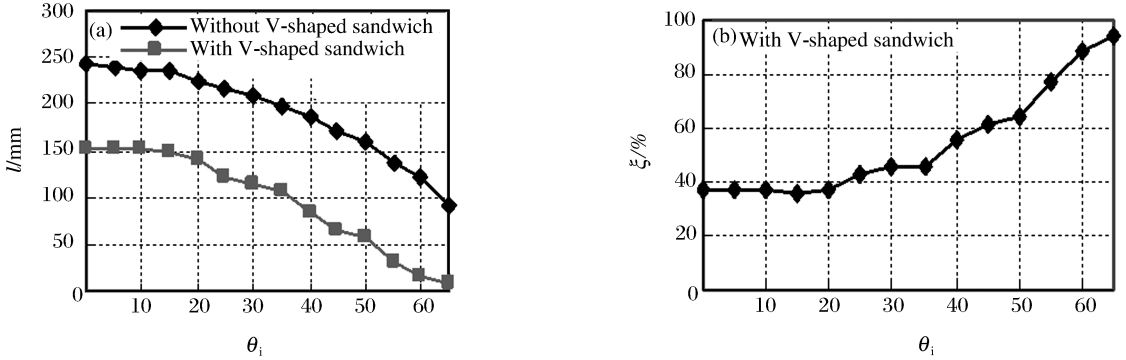 (a)
Without V-shaped sandwich
With V-shaped sandwich
300
250
200
150
100
50
0
l/mm
10 20 30 40 50 60
θi
(b) With V-shaped sandwich
100
80
60
40
20
0
ξ/%
10 20 30 40 50 60
θi